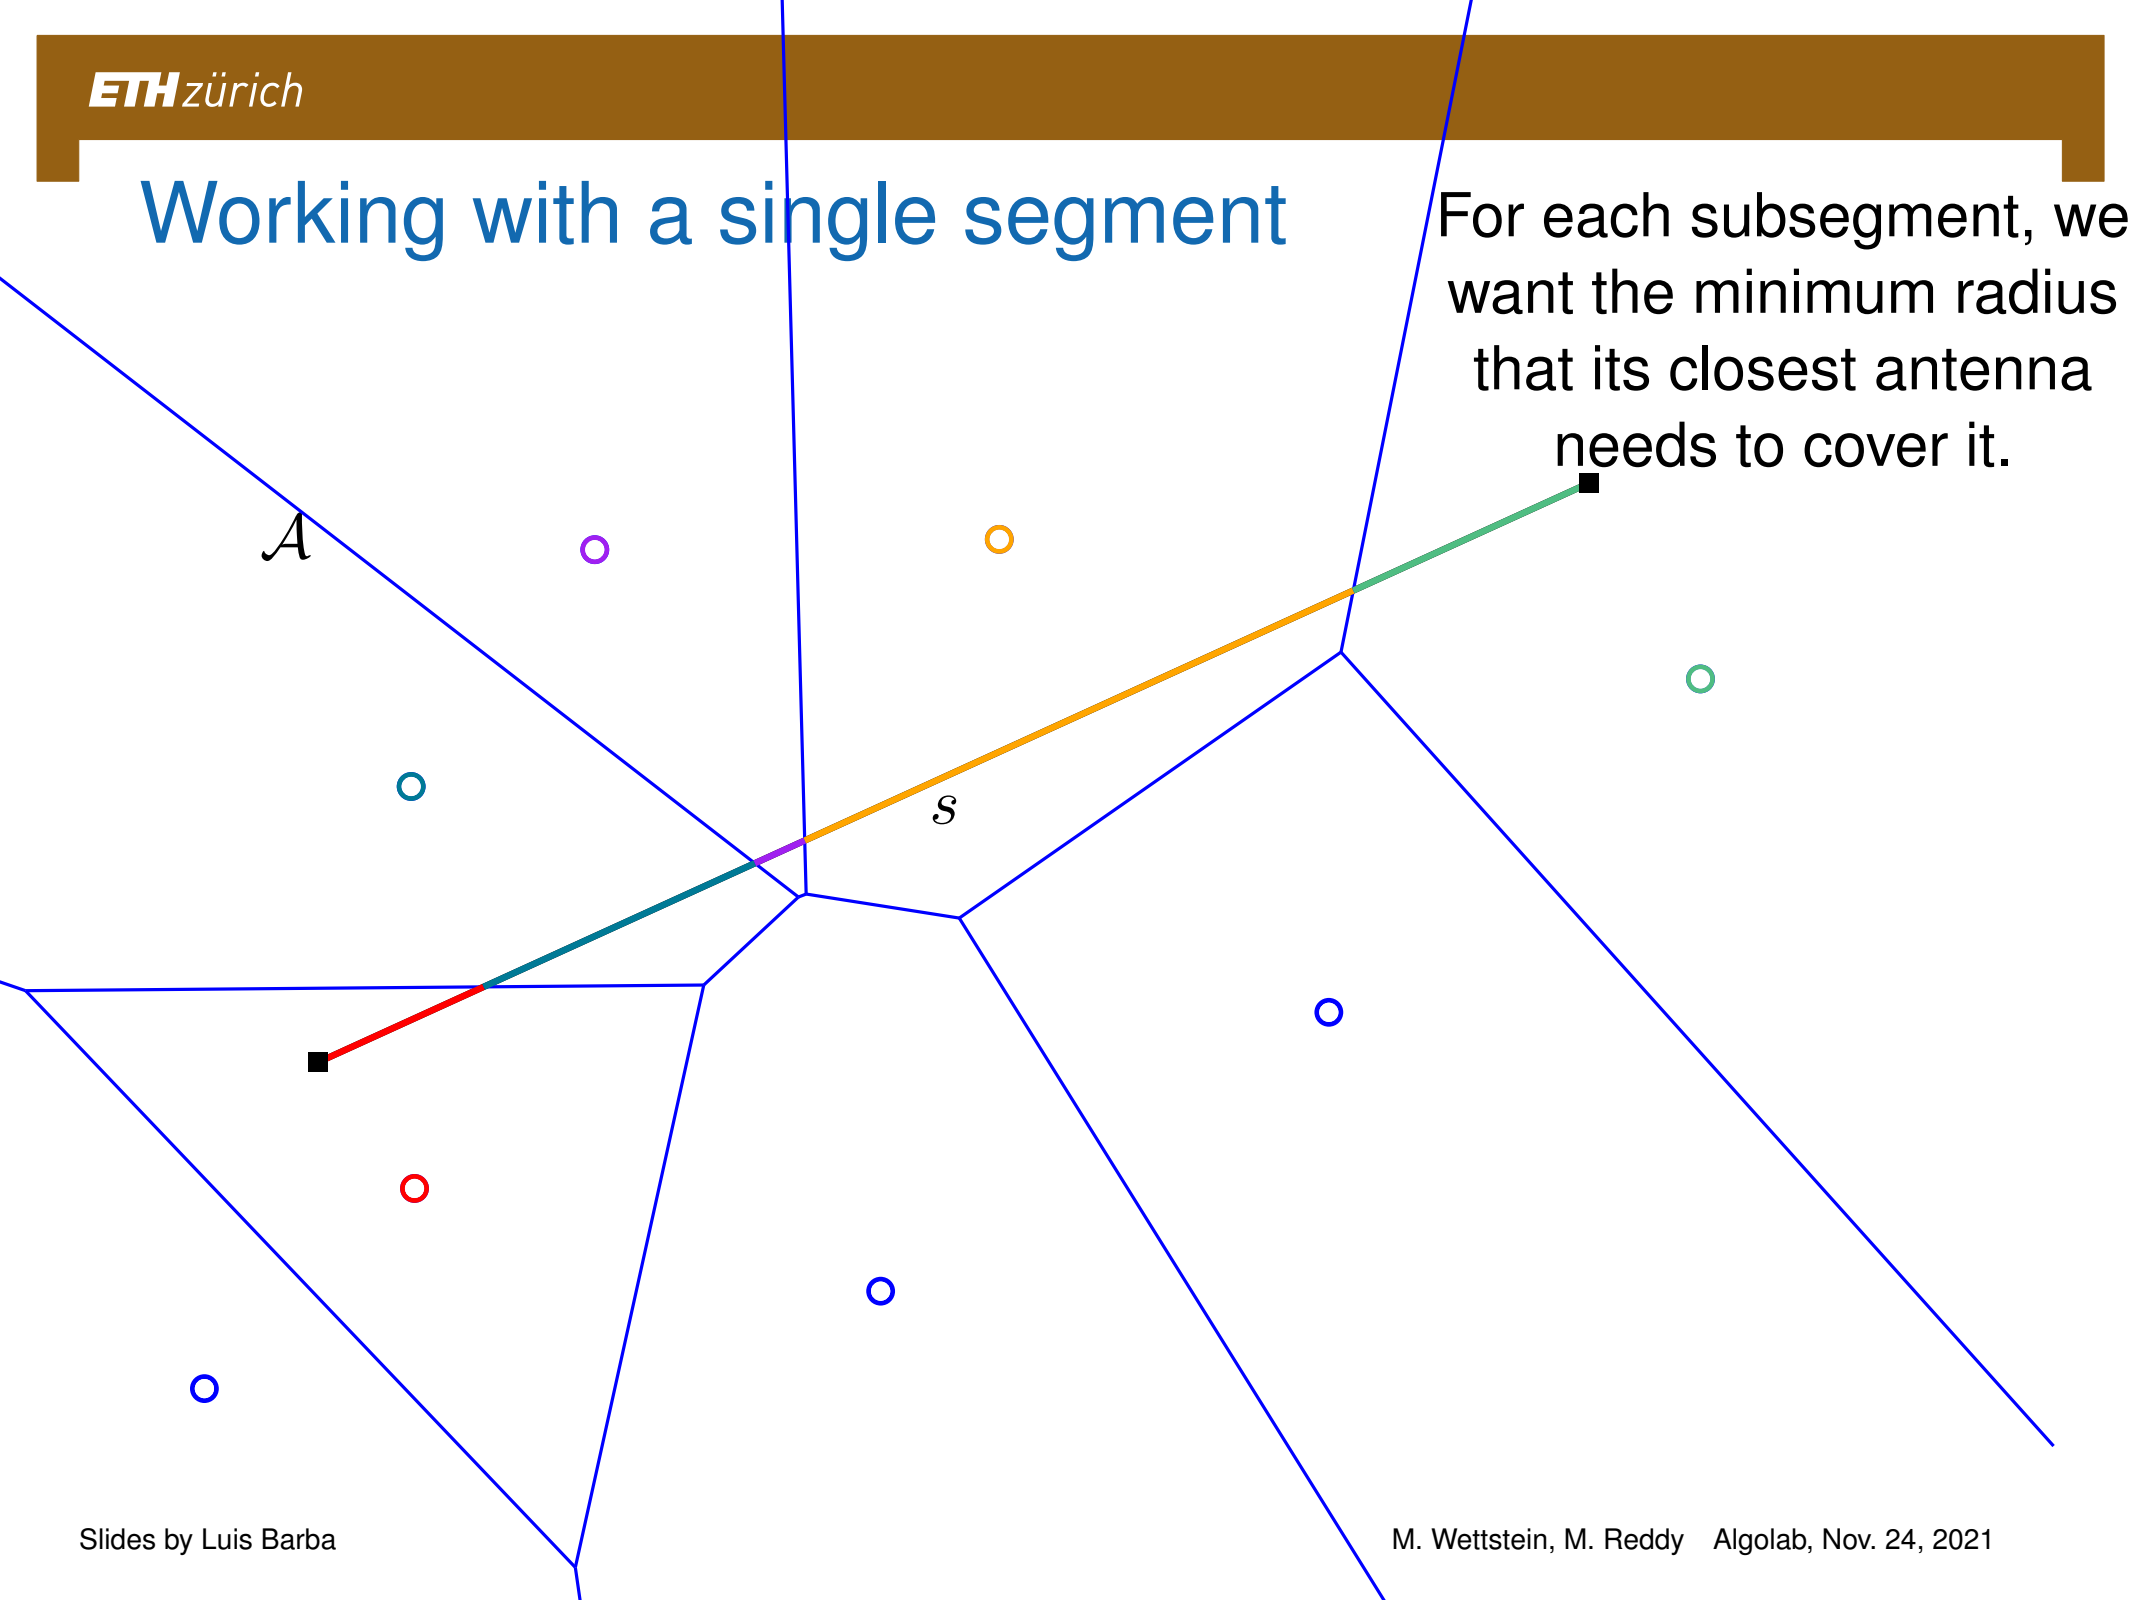 ETH zürich
Working with a single segment
For each subsegment, we
want the minimum radius
that its closest antenna
needs to cover it.
𝒜
s
Slides by Luis Barba
M. Wettstein, M. Reddy Algolab, Nov. 24, 2021